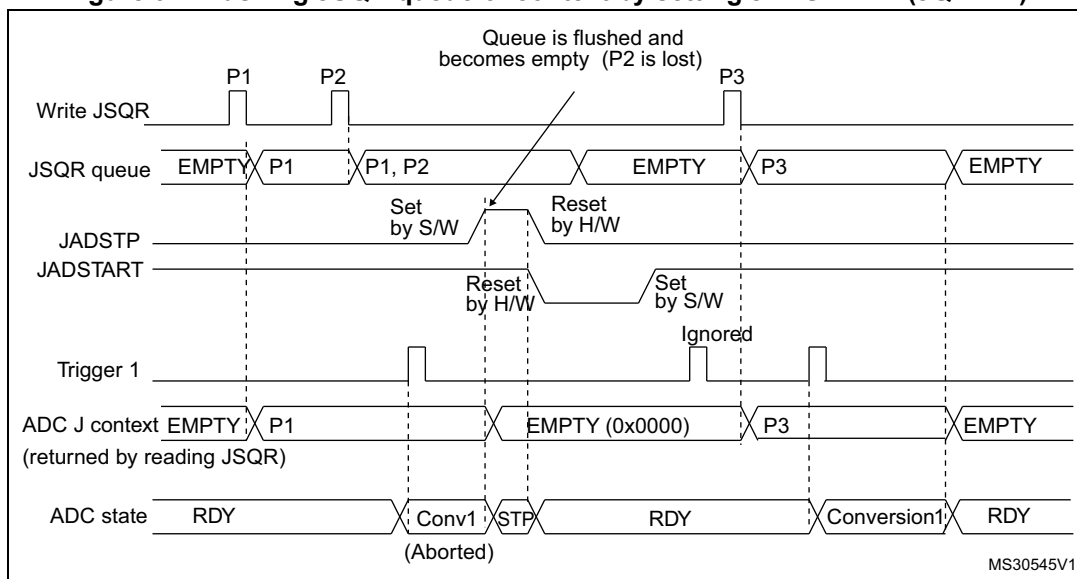 Queue is flushed and
becomes empty (P2 is lost)
P1 P2 P3
Write JSQR
JSQR queue EMPTY P1 P1, P2 EMPTY P3 EMPTY
Set
by S/W
Reset
by H/W
JADSTP
JADSTART
Reset
by H/W
Set
by S/W
Ignored
Trigger 1
ADC J context EMPTY P1 EMPTY (0x0000) P3 EMPTY
(returned by reading JSQR)
ADC state RDY Conv1 STP RDY Conversion1 RDY
(Aborted)
MS30545V1